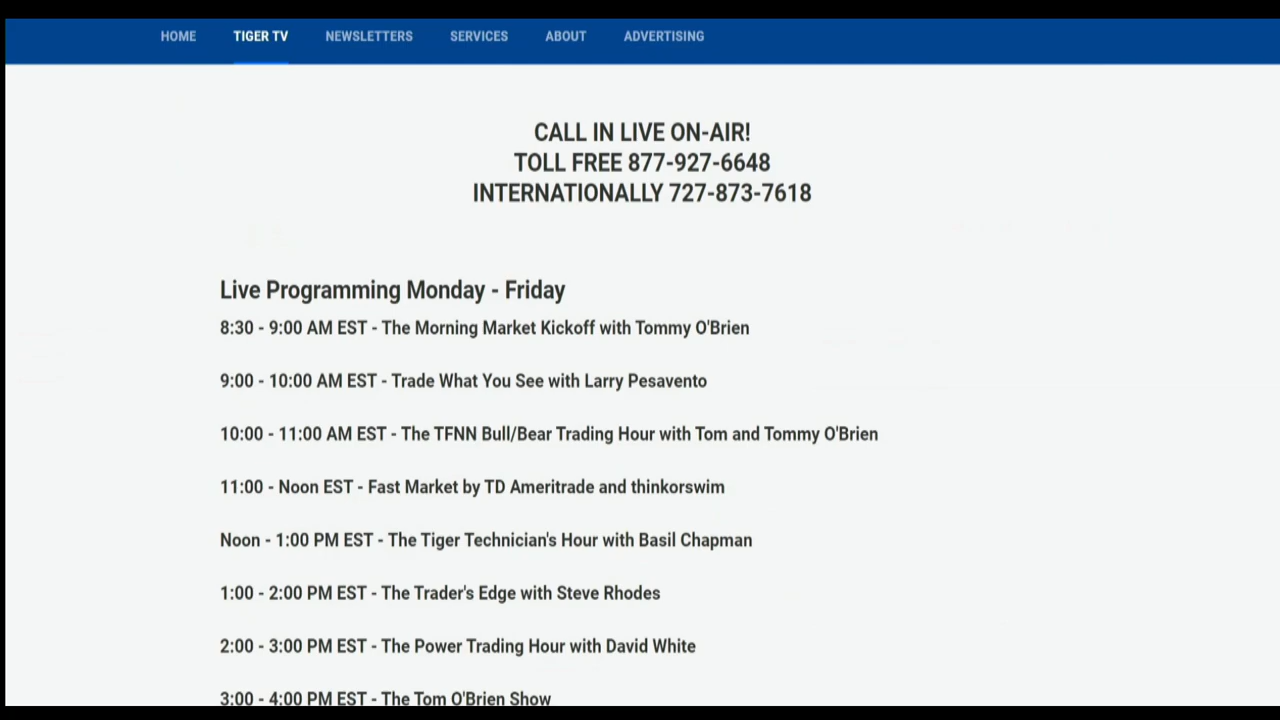 HOME TIGER TV NEWSLETTERS SERVICES ABOUT ADVERTISING
CALL IN LIVE ON-AIR!
TOLL FREE 877-927-6648
INTERNATIONALLY 727-873-7618
Live Programming Monday - Friday
8:30 - 9:00 AM EST - The Morning Market Kickoff with Tommy O'Brien
9:00 - 10:00 AM EST - Trade What You See with Larry Pesavento
10:00 - 11:00 AM EST - The TFNN Bull/Bear Trading Hour with Tom and Tommy O'Brien
11:00 - Noon EST - Fast Market by TD Ameritrade and thinkorswim
Noon - 1:00 PM EST - The Tiger Technician's Hour with Basil Chapman
1:00 - 2:00 PM EST - The Trader's Edge with Steve Rhodes
2:00 - 3:00 PM EST - The Power Trading Hour with David White
3:00 - 4:00 PM EST - The Tom O'Brien Show